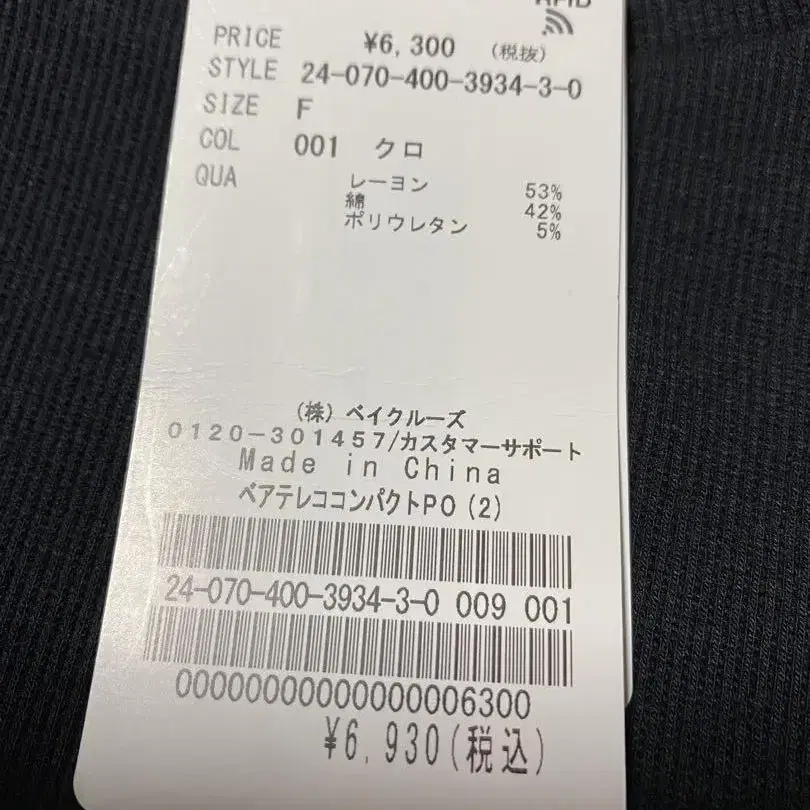 RFID
PRICE ¥6,300 (税抜)
STYLE 24-070-400-3934-3-0
SIZE F
COL 001 クロ
QUA レーヨン 53%
綿 42%
ポリウレタン 5%
(株) ベイクルーズ
0120-301457/カスタマーサポート
Made in China
ベアテレココンパクトPO (2)
24-070-400-3934-3-0 009 001
00000000000000006300
¥6,930(税込)